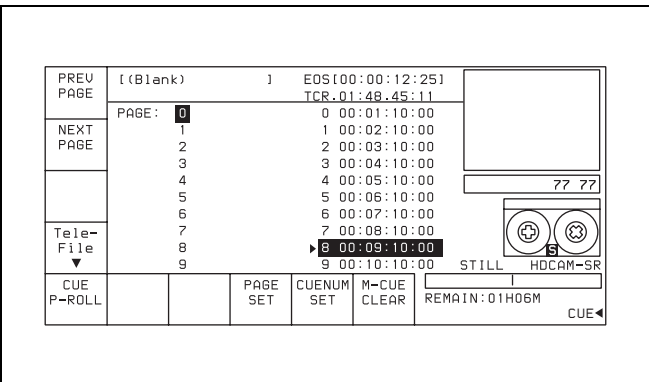 PREV PAGE
[(Blank) ] EOS[00:00:12:25]
TCR.01:48.45:11
NEXT PAGE
PAGE: 0
1
2
3
4
5
6
7
8
9
0 00:01:10:00
1 00:02:10:00
2 00:03:10:00
3 00:04:10:00
4 00:05:10:00
5 00:06:10:00
6 00:07:10:00
7 00:08:10:00
▶8 00:09:10:00
9 00:10:10:00
77 77
S
STILL HDCAM-SR
Tele-File
▼
CUE P-ROLL
PAGE SET
CUENUM SET
M-CUE CLEAR
REMAIN:01H06M
CUE◀